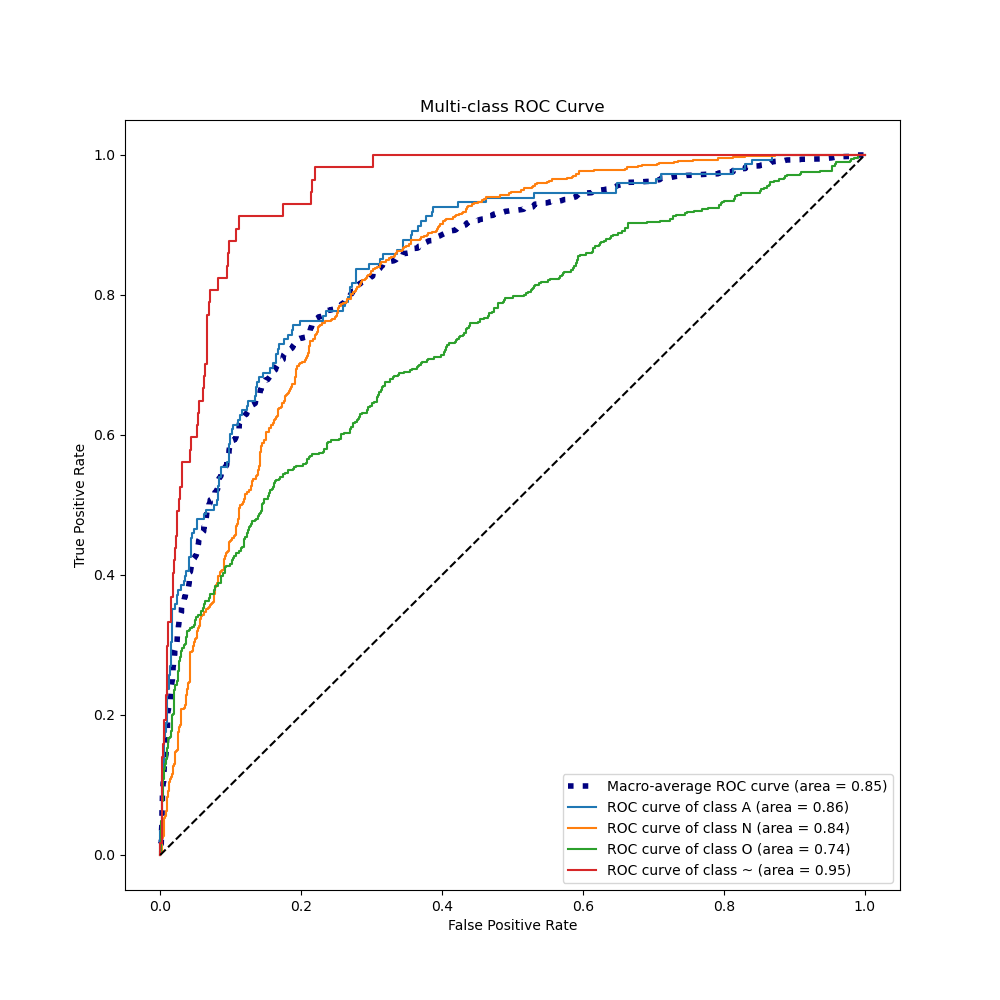 Multi-class ROC Curve
True Positive Rate
1.0
0.8
0.6
0.4
0.2
0.0
Macro-average ROC curve (area = 0.85)
ROC curve of class A (area = 0.86)
ROC curve of class N (area = 0.84)
ROC curve of class O (area = 0.74)
ROC curve of class ~ (area = 0.95)
0.0 0.2 0.4 0.6 0.8 1.0
False Positive Rate